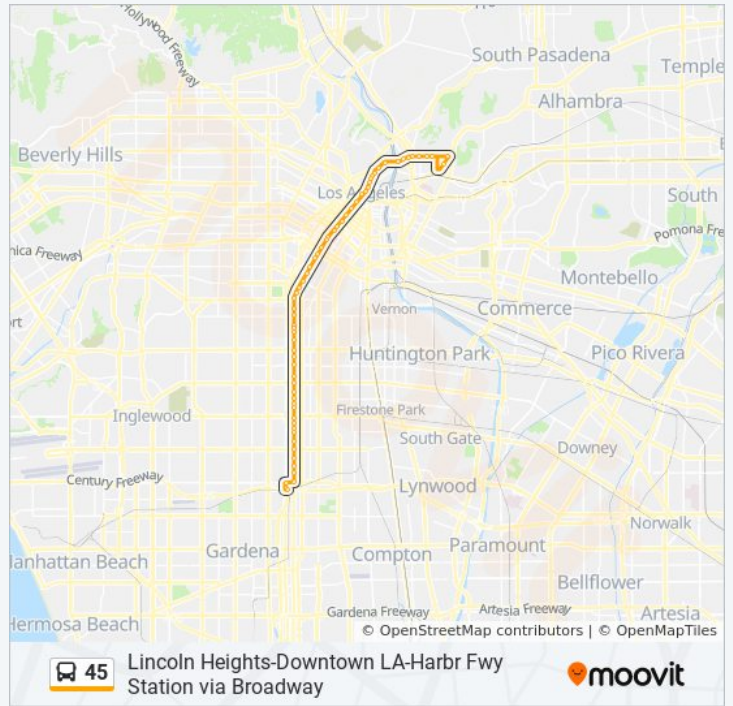 Hollywood Freeway
South Pasadena
Temple
Alhambra
Beverly Hills
Los Angeles
South
nica Freeway
Pomona Fre
Montebello
ort
Vernon
Commerce
Huntington Park
Pico Rivera
Inglewood
Firestone Park
South Gate
Downey
Century Freeway
Lynwood
Norwalk
Gardena
Compton
Paramount
Manhattan Beach
Bellflower
Hermosa Beach
Gardena Freeway
Artesia Freeway
Artesia
© OpenStreetMap contributors | © OpenMapTiles
45
Lincoln Heights-Downtown LA-Harbr Fwy
Station via Broadway
moovit